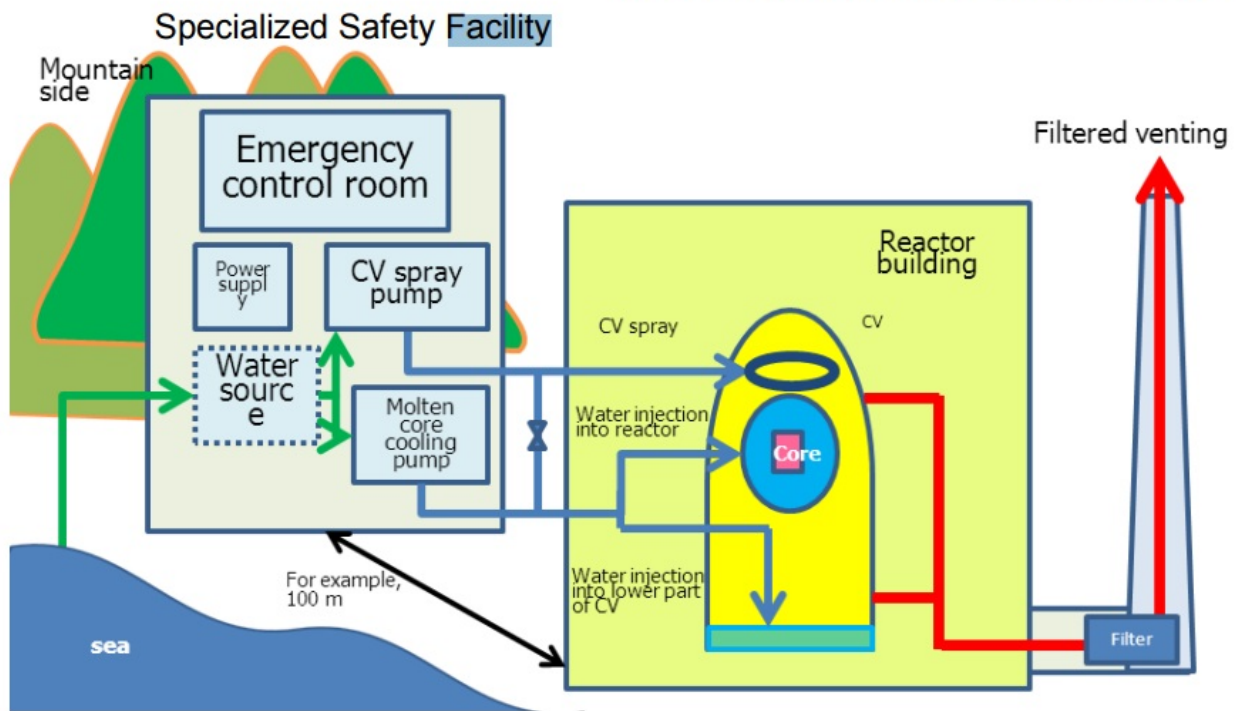 Specialized Safety Facility
Mountain
side
Emergency
control room
Power
suppl
y
CV spray
pump
Water
sourc
e
Molten
core
cooling
pump
For example,
100 m
sea
Filtered venting
Reactor
building
CV spray
CV
Water injection
into reactor
Core
Water injection
into lower part
of CV
Filter